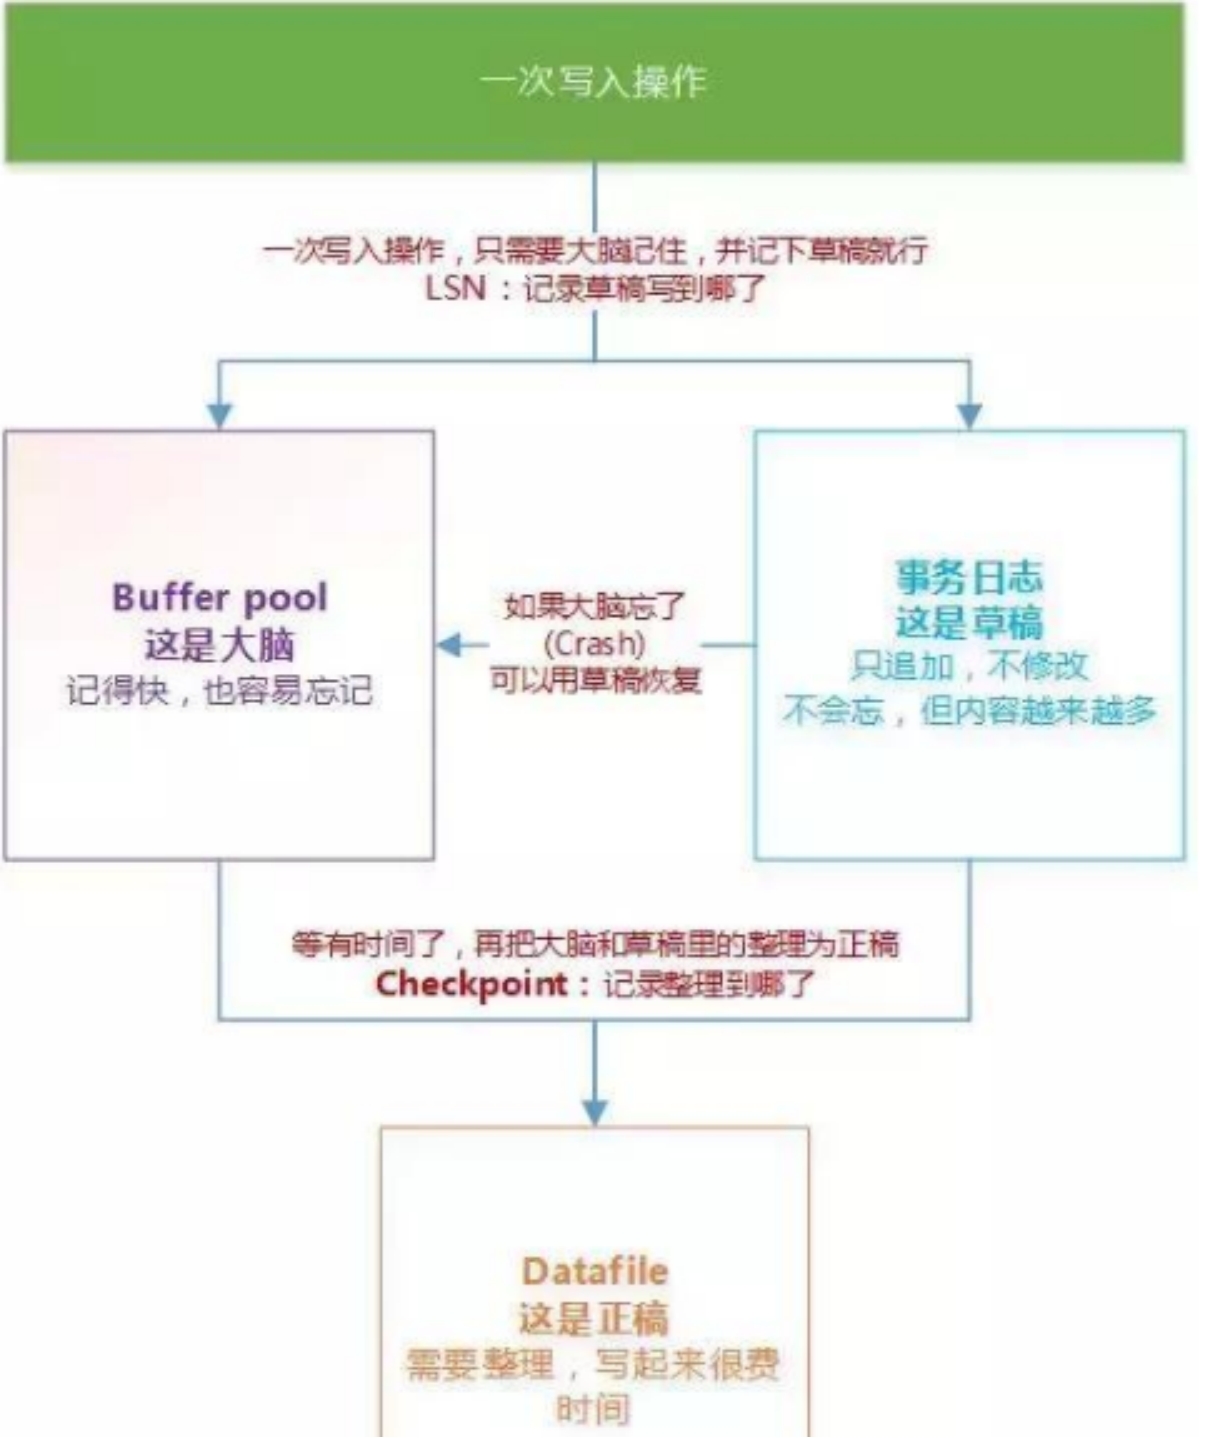 一次写入操作
一次写入操作，只需要大脑记住，并记下草稿就行
LSN：记录草稿写到哪了
Buffer pool
这是大脑
记得快，也容易忘记
如果大脑忘了
(Crash)
可以用草稿恢复
事务日志
这是草稿
只追加，不修改
不会忘，但内容越来越多
等有时间了，再把大脑和草稿里的整理为正稿
Checkpoint：记录整理到哪了
Datafile
这是正稿
需要整理，写起来很费
时间